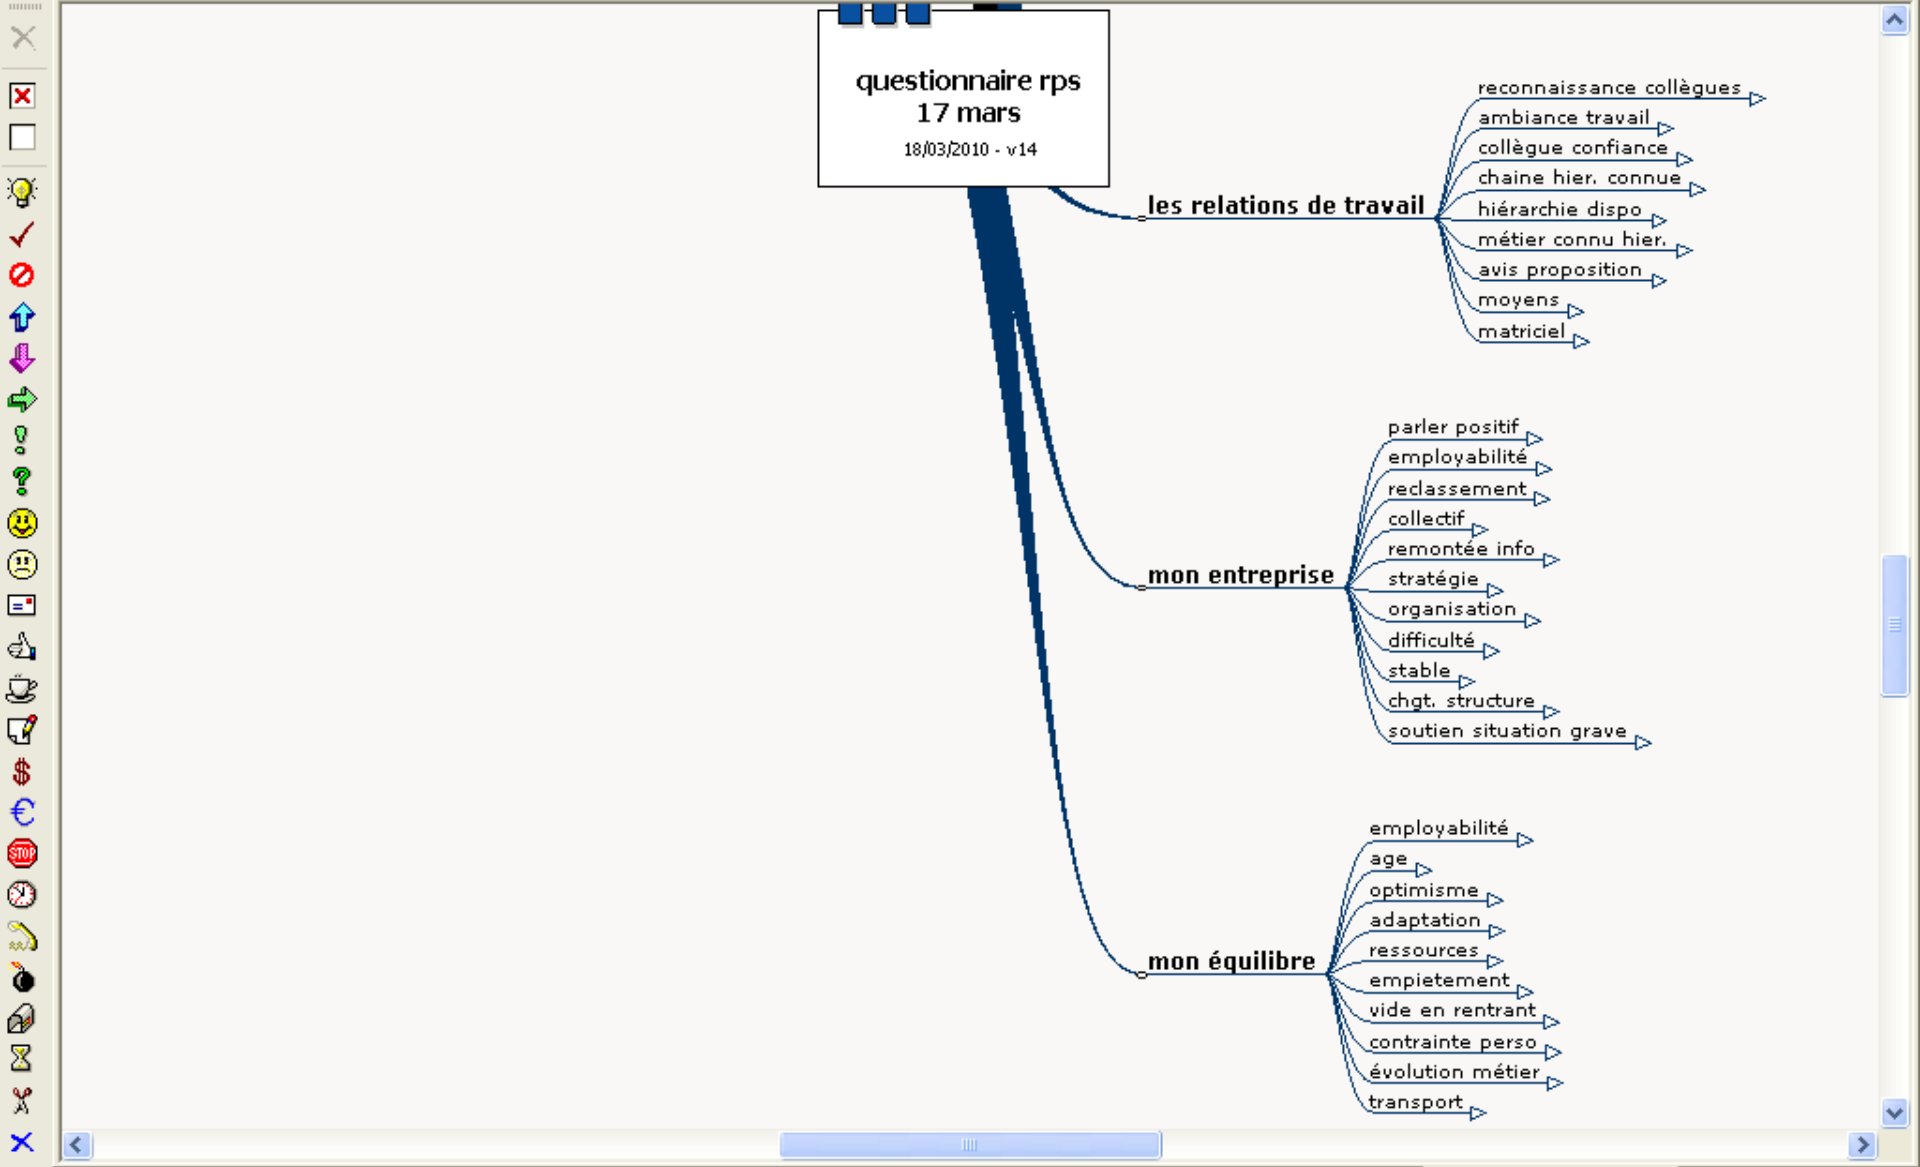 questionnaire rps
17 mars
18/03/2010 - v14
les relations de travail
reconnaissance collègues
ambiance travail
collègue confiance
chaine hier. connue
hiérarchie dispo
métier connu hier.
avis proposition
moyens
matriciel
mon entreprise
parler positif
employabilité
reclassement
collectif
remontée info
stratégie
organisation
difficulté
stable
chgt. structure
soutien situation grave
mon équilibre
employabilité
age
optimisme
adaptation
ressources
empietement
vide en rentrant
contrainte perso
évolution métier
transport
STOP